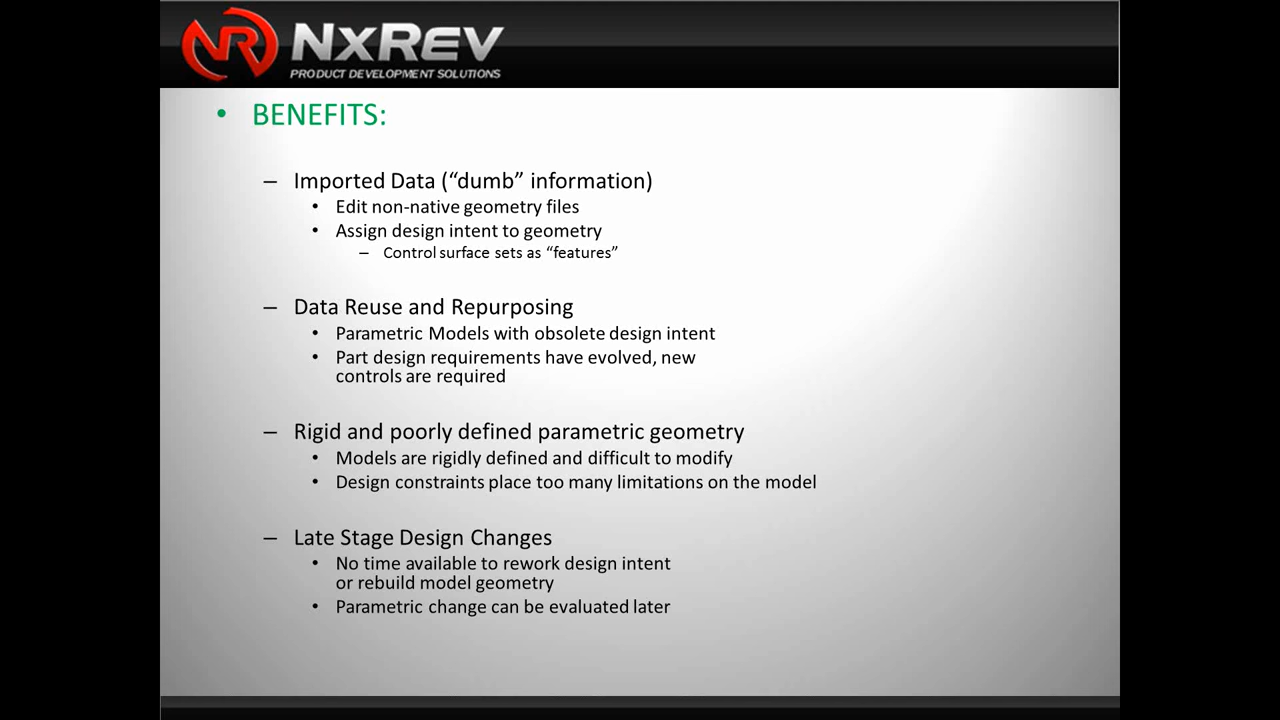 NR NxRev
PRODUCT DEVELOPMENT SOLUTIONS
• BENEFITS:
– Imported Data (“dumb” information)
• Edit non-native geometry files
• Assign design intent to geometry
– Control surface sets as “features”
– Data Reuse and Repurposing
• Parametric Models with obsolete design intent
• Part design requirements have evolved, new
controls are required
– Rigid and poorly defined parametric geometry
• Models are rigidly defined and difficult to modify
• Design constraints place too many limitations on the model
– Late Stage Design Changes
• No time available to rework design intent
or rebuild model geometry
• Parametric change can be evaluated later